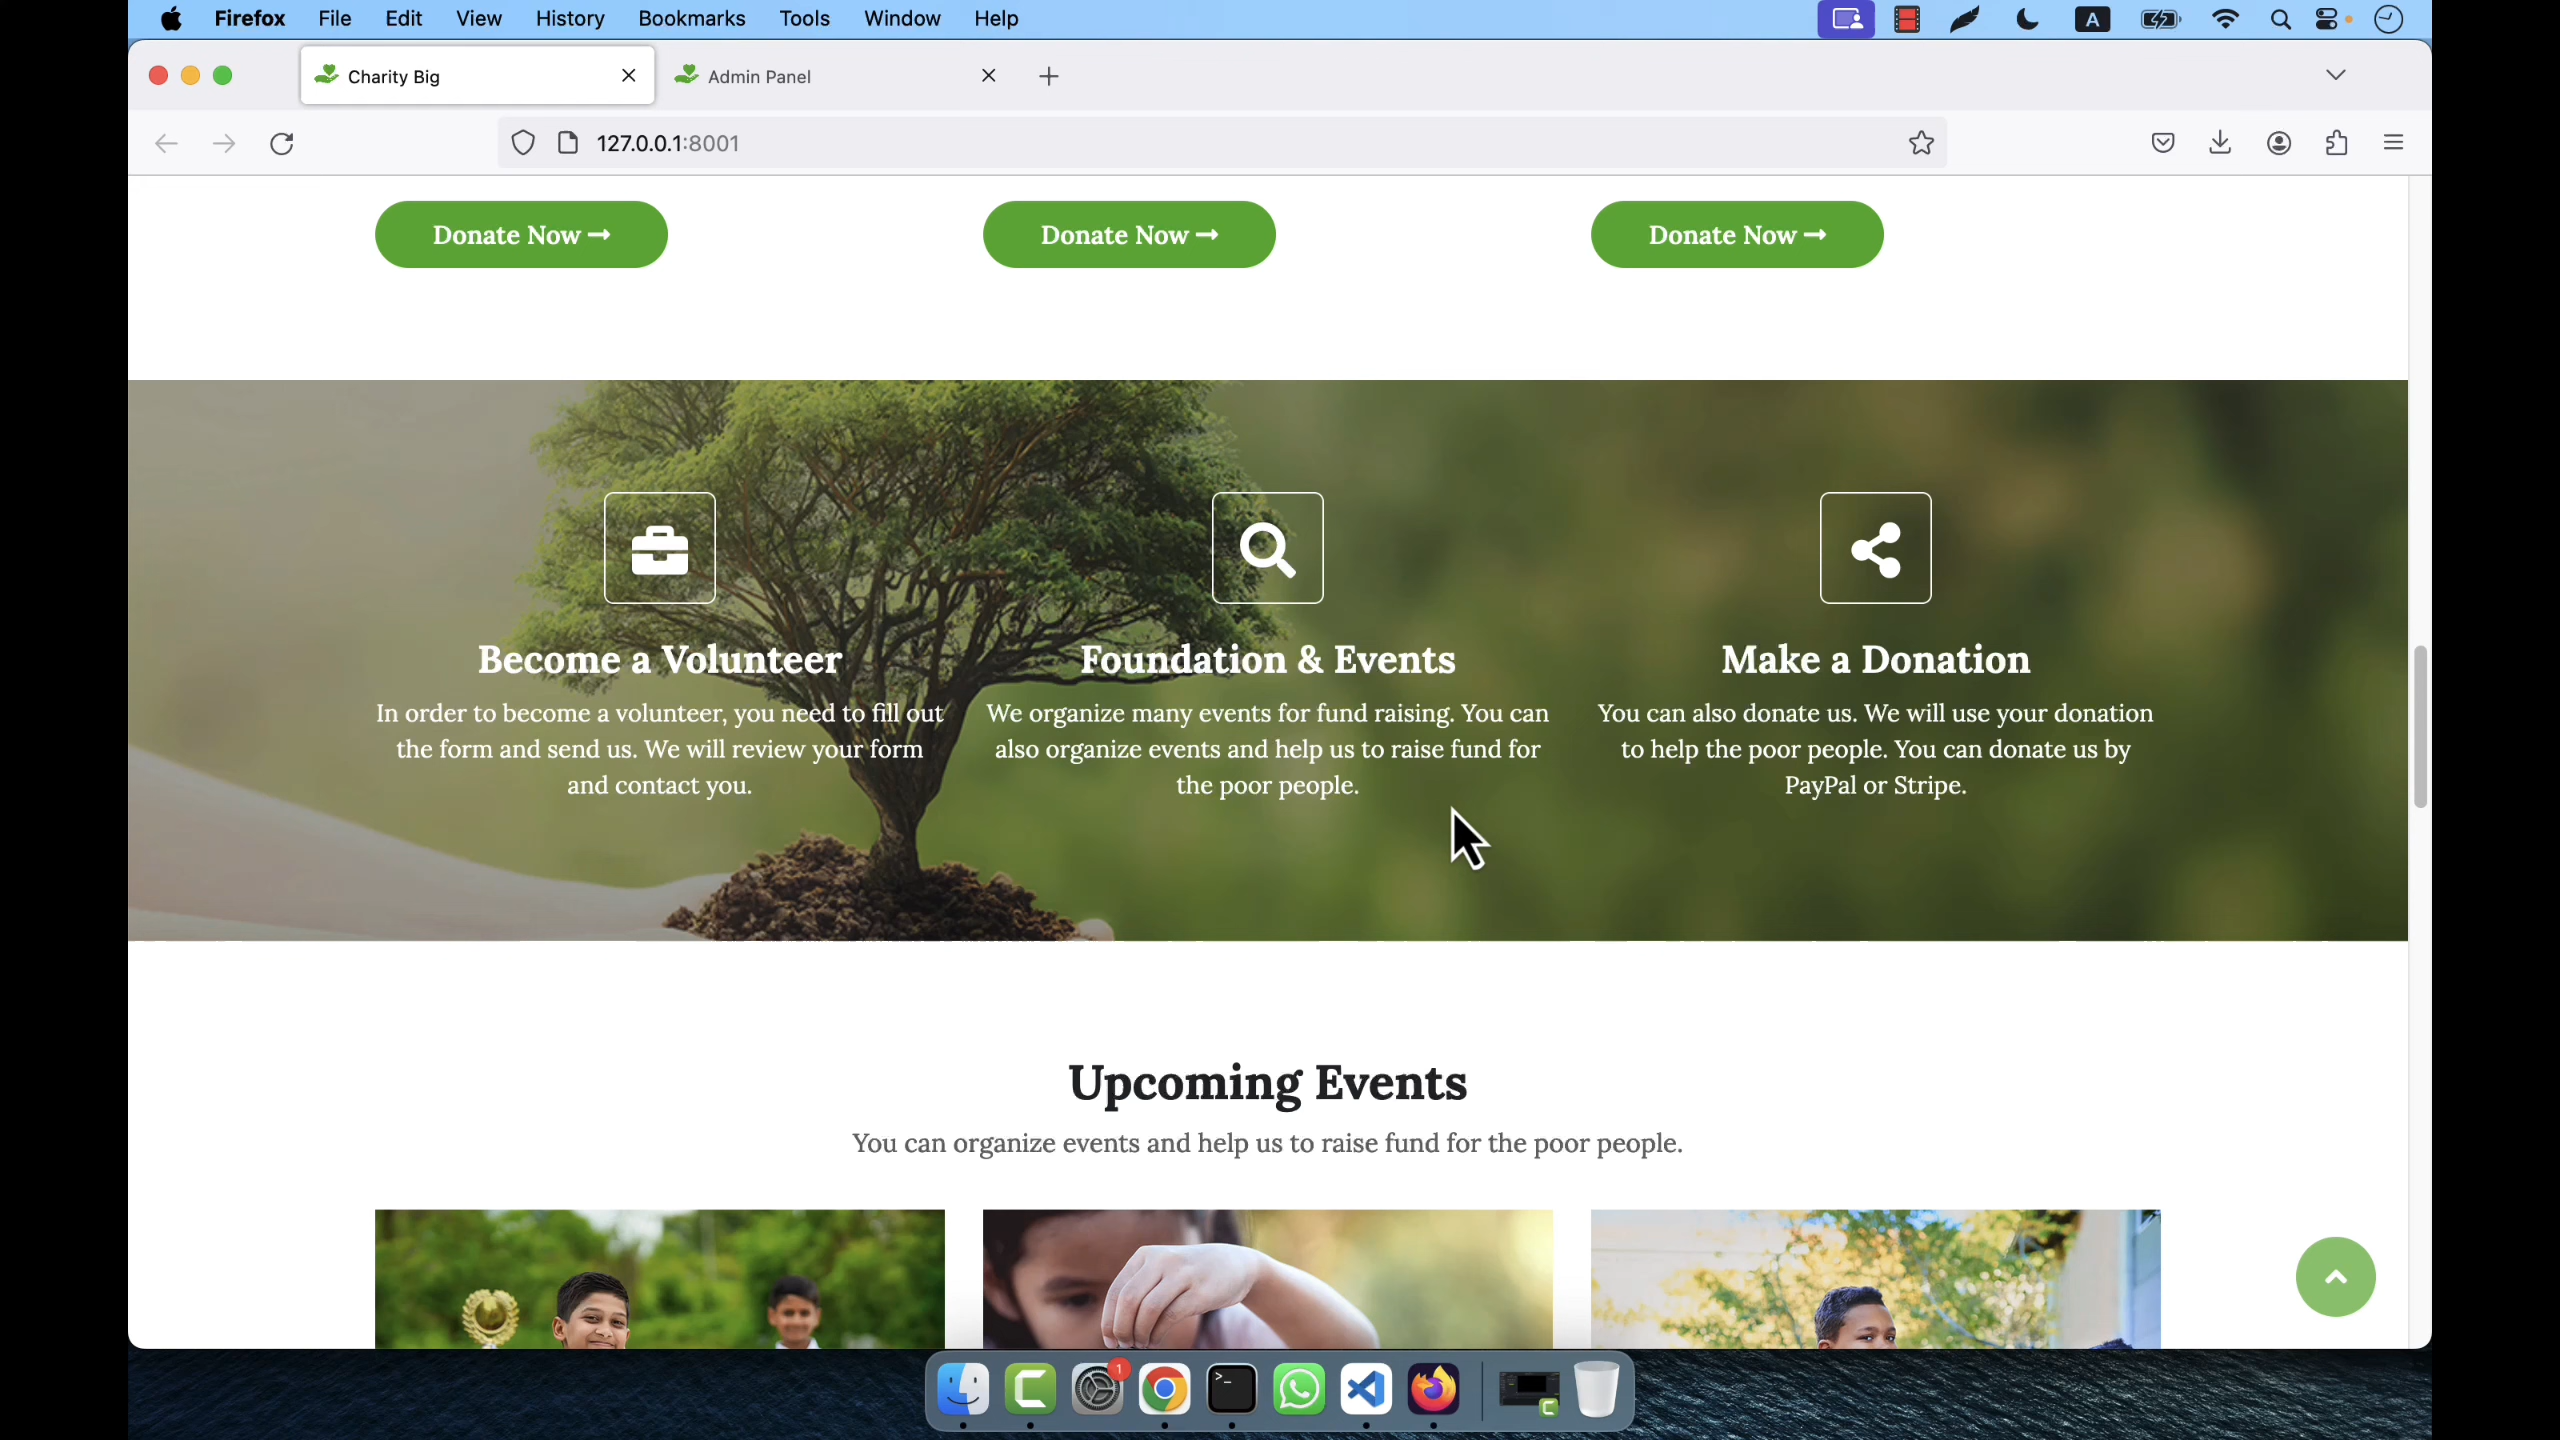 Firefox File Edit View History Bookmarks Tools Window Help
A
Charity Big
Admin Panel
127.0.0.1:8001
Donate Now
Donate Now
Donate Now
Become a Volunteer
In order to become a volunteer, you need to fill out
the form and send us. We will review your form
and contact you.
Foundation & Events
We organize many events for fund raising. You can
also organize events and help us to raise fund for
the poor people.
Make a Donation
You can also donate us. We will use your donation
to help the poor people. You can donate us by
PayPal or Stripe.
Upcoming Events
You can organize events and help us to raise fund for the poor people.
1